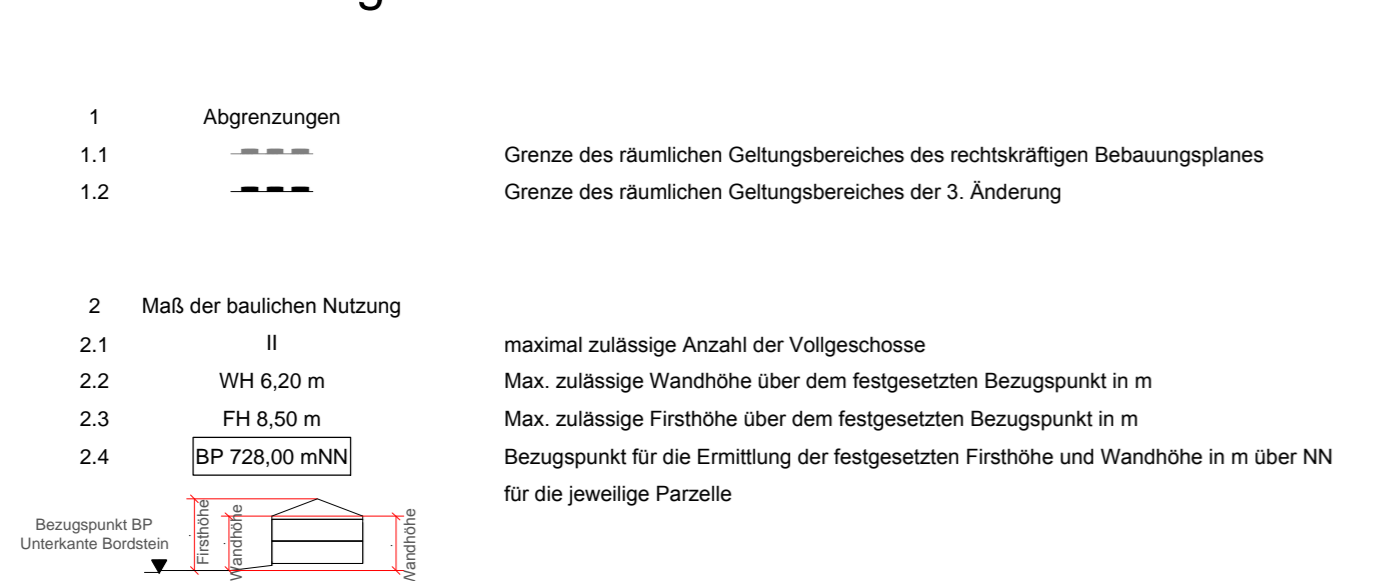 1 Abgrenzungen
1.1 Grenze des räumlichen Geltungsbereiches des rechtskräftigen Bebauungsplanes
1.2 Grenze des räumlichen Geltungsbereiches der 3. Änderung
2 Maß der baulichen Nutzung
2.1 II maximal zulässige Anzahl der Vollgeschosse
2.2 WH 6,20 m Max. zulässige Wandhöhe über dem festgesetzten Bezugspunkt in m
2.3 FH 8,50 m Max. zulässige Firsthöhe über dem festgesetzten Bezugspunkt in m
2.4 BP 728,00 mNN Bezugspunkt für die Ermittlung der festgesetzten Firsthöhe und Wandhöhe in m über NN
für die jeweilige Parzelle
Bezugspunkt BP
Unterkante Bordstein
Firsthöhe
Wandhöhe
Wandhöhe